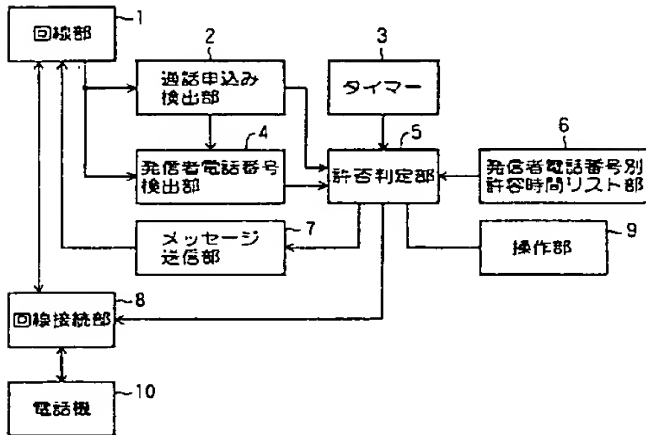 1
回線部
2
通話申込み
検出部
3
タイマー
4
発信者電話番号
検出部
5
許否判定部
6
発信者電話番号別
許容時間リスト部
7
メッセージ
送信部
9
操作部
8
回線接続部
10
電話機